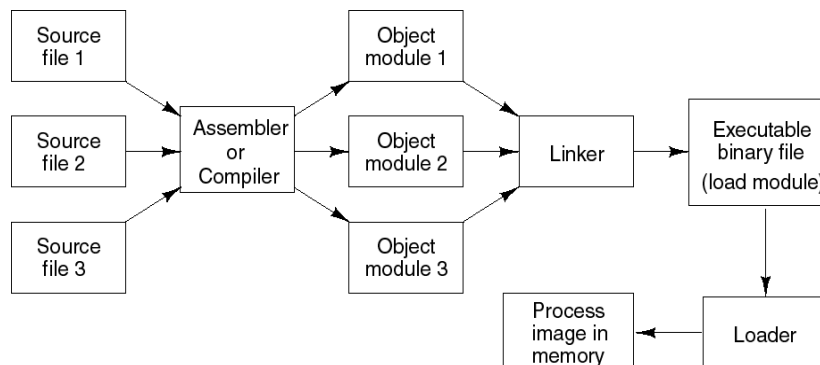 Source
file 1
Object
module 1
Source
file 2
Assembler
or
Compiler
Object
module 2
Linker
Executable
binary file
(load module)
Source
file 3
Object
module 3
Process
image in
memory
Loader